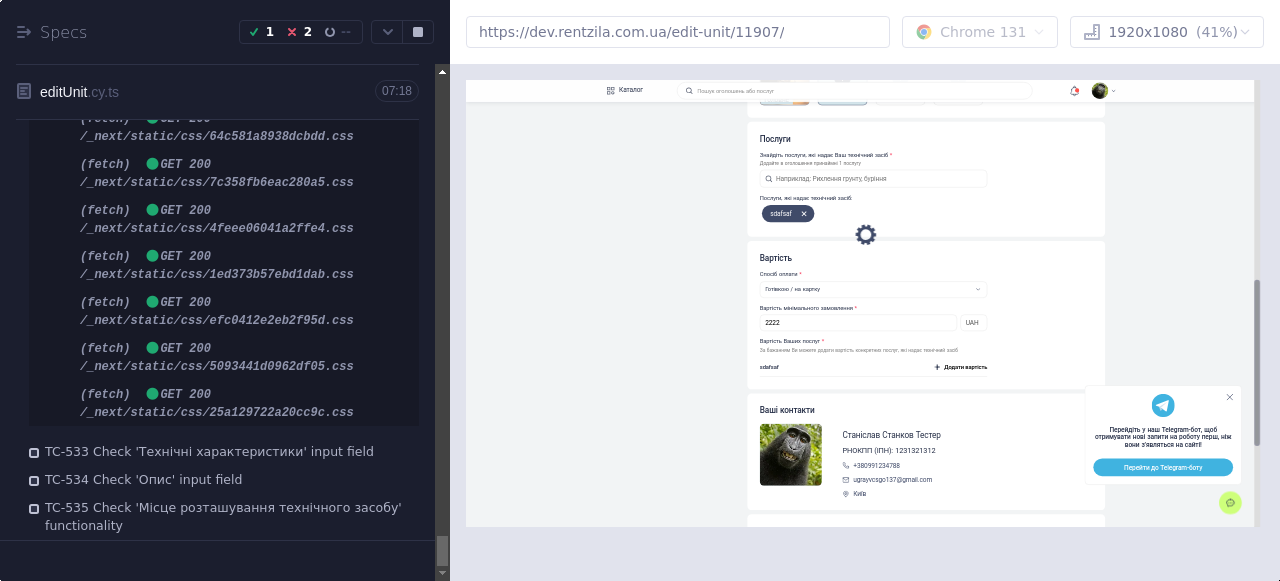 Specs
1
2
--
editUnit.cy.ts
07:18
(fetch) GET 200
/_next/static/css/64c581a8938dcbdd.css
(fetch) GET 200
/_next/static/css/7c358fb6eac280a5.css
(fetch) GET 200
/_next/static/css/4feee06041a2ffe4.css
(fetch) GET 200
/_next/static/css/1ed373b57ebd1dab.css
(fetch) GET 200
/_next/static/css/efc0412e2eb2f95d.css
(fetch) GET 200
/_next/static/css/5093441d0962df05.css
(fetch) GET 200
/_next/static/css/25a129722a20cc9c.css
TC-533 Check 'Технічні характеристики' input field
TC-534 Check 'Опис' input field
TC-535 Check 'Місце розташування технічного засобу'
functionality
https://dev.rentzila.com.ua/edit-unit/11907/
Chrome 131
1920x1080 (41%)
Каталог
Пошук оголошень або послуг
Послуги
Знайдіть послуги, які надає Ваш технічний засіб *
Додайте в оголошення принаймні 1 послугу
Наприклад: Рихлення грунту, буріння
Послуги, які надає технічний засіб:
sdafsaf
Вартість
Спосіб оплати *
Готівкою / на картку
Вартість мінімального замовлення *
2222
UAH
Вартість Ваших послуг *
За бажанням Ви можете додати вартість конкретних послуг, які надає технічний засіб
sdafsaf
+ Додати вартість
Ваші контакти
Станіслав Станков Тестер
РНОКПП (ІПН): 1231321312
+380991234788
ugrayvcsgo137@gmail.com
Київ
Перейдіть у наш Telegram-бот, щоб
отримувати нові запити на роботу перш, ніж
вони з'являться на сайті!
Перейти до Telegram-боту